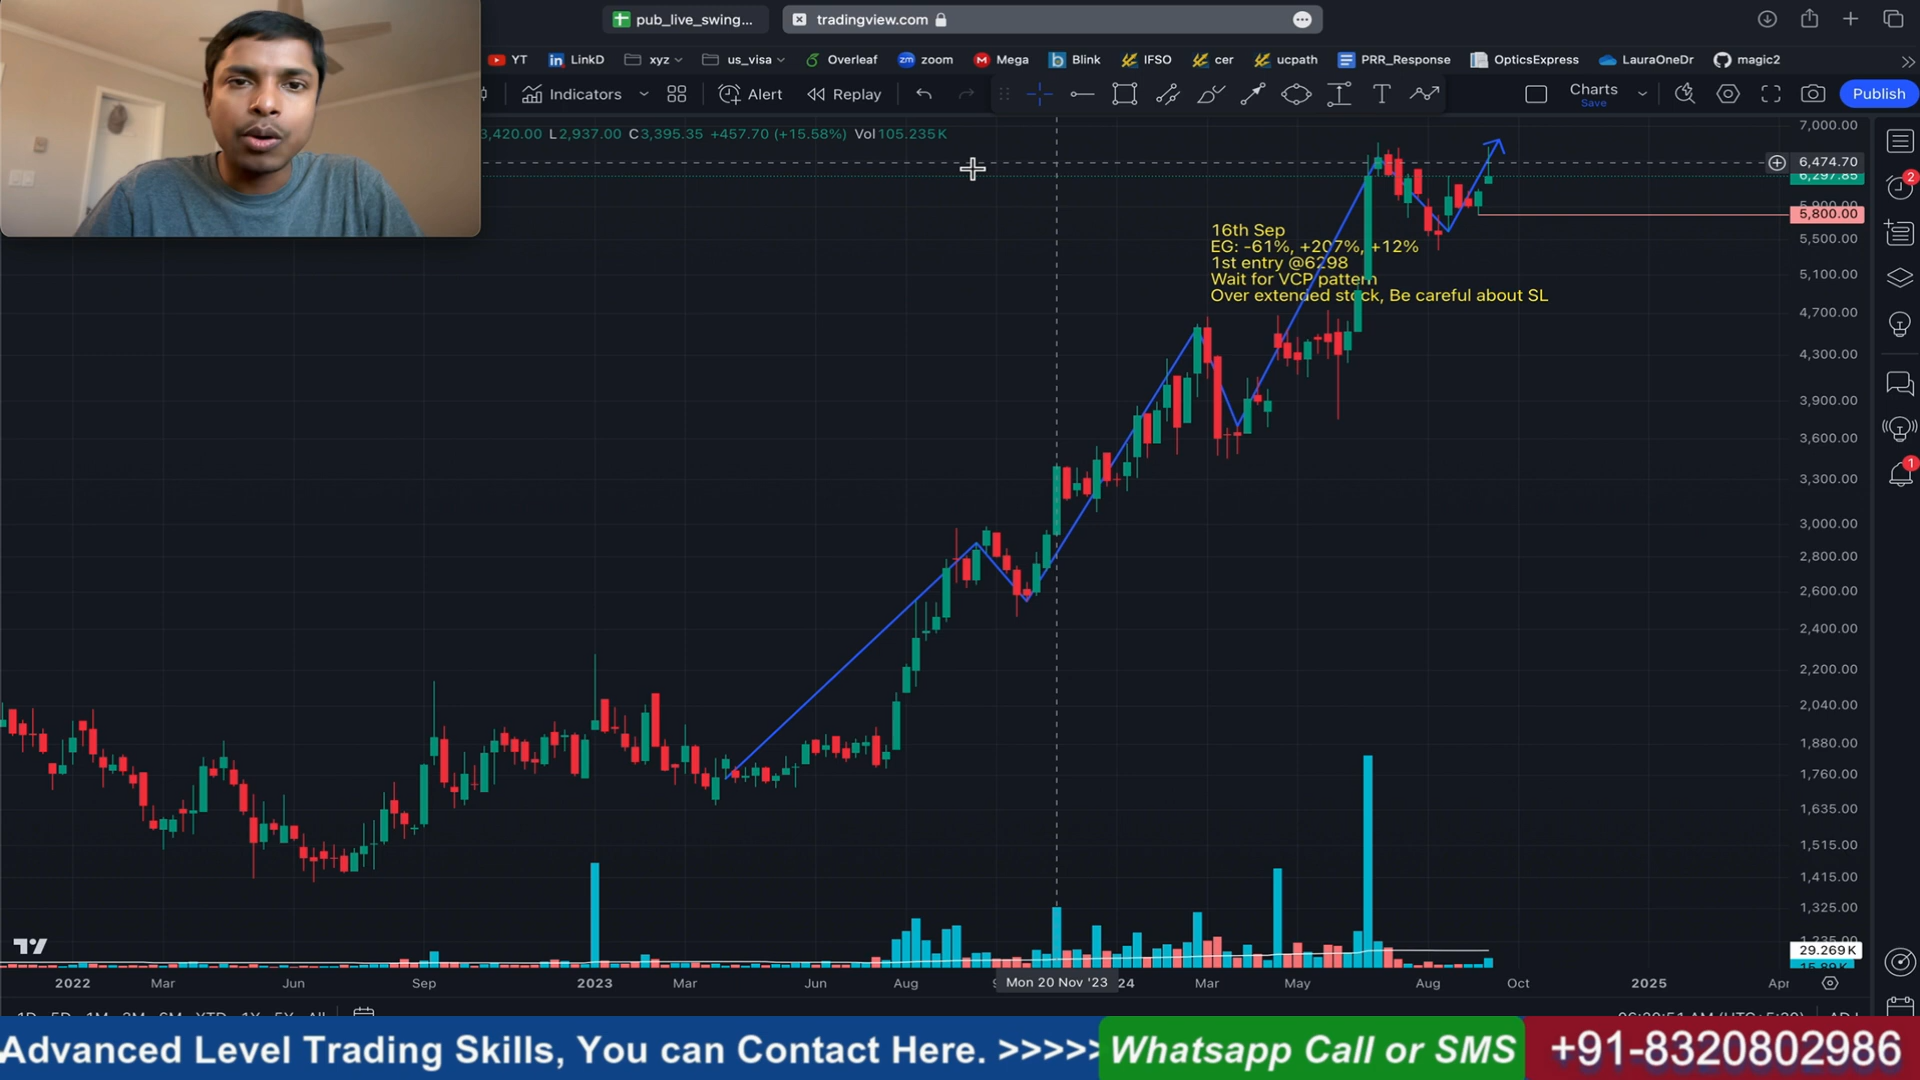 pub_live_swing...
tradingview.com
YT
LinkD
xyz
us_visa
Overleaf
zm zoom
Mega
Blink
IFSO
cer
ucpath
PRR_Response
OpticsExpress
LauraOneDr
magic2
Indicators
Alert
Replay
Charts
Save
Publish
3,420.00 L2,937.00 C3,395.35 +457.70 (+15.58%) Vol105.235K
7,000.00
6,474.70
6,297.85
5,800.00
5,500.00
5,100.00
4,700.00
4,300.00
3,900.00
3,600.00
3,300.00
3,000.00
2,800.00
2,600.00
2,400.00
2,200.00
2,040.00
1,880.00
1,760.00
1,635.00
1,515.00
1,415.00
1,325.00
29.269K
2
1
16th Sep
EG: -61%, +207%, +12%
1st entry @6298
Wait for VCP pattern
Over extended stock, Be careful about SL
2022 Mar Jun Sep 2023 Mar Jun Aug Mon 20 Nov '23 24 Mar May Aug Oct 2025 Apr
Advanced Level Trading Skills, You can Contact Here. >>>>>
Whatsapp Call or SMS
+91-8320802986